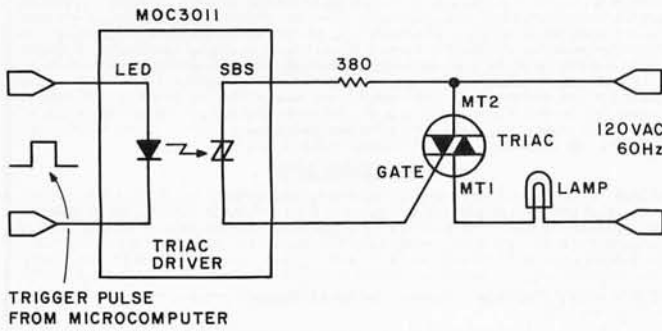 MOC3011
LED
SBS
380
MT2
120VAC
60Hz
TRIAC
GATE
MT1
LAMP
TRIAC
DRIVER
TRIGGER PULSE
FROM MICROCOMPUTER